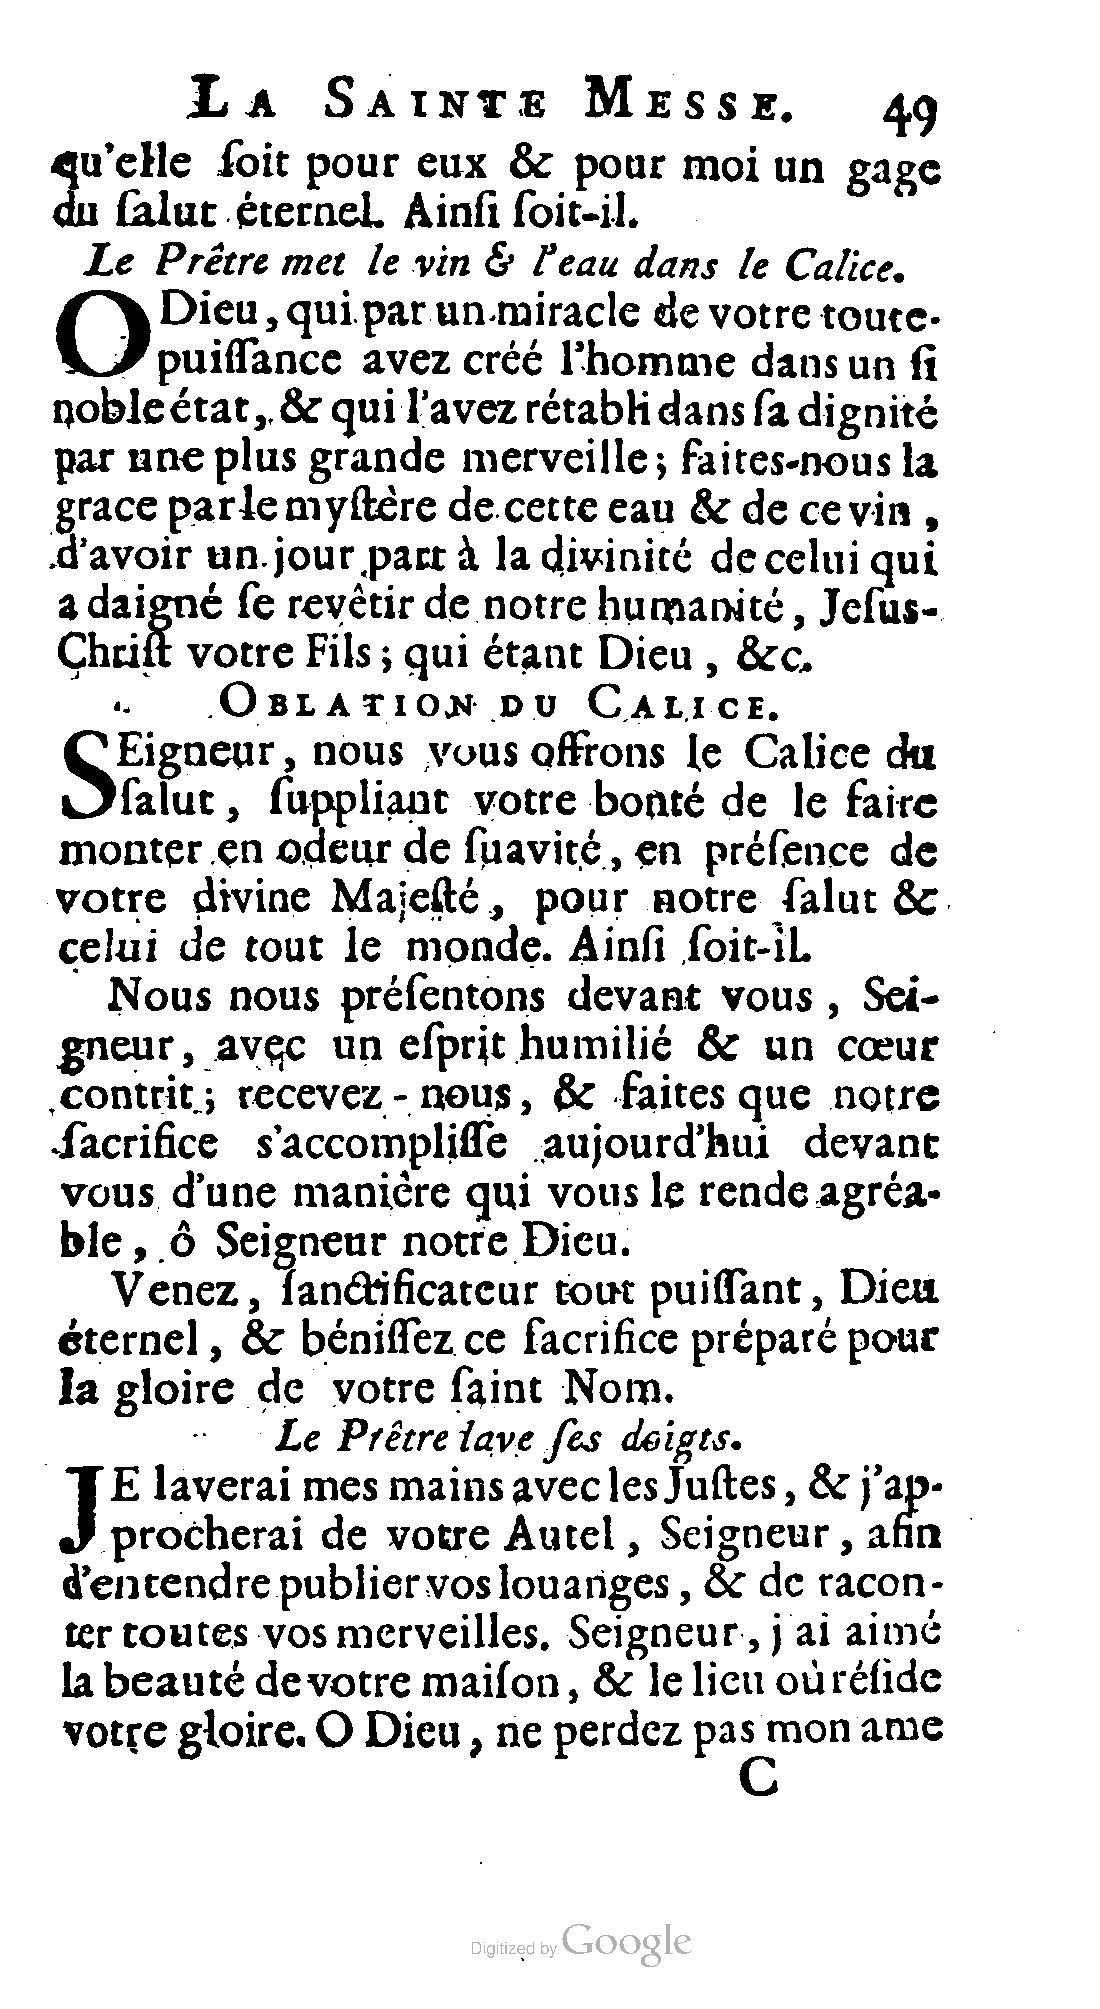 LA SAINTE MESSE. 49
qu'elle ſoit pour eux & pour moi un gage
du ſalut éternel. Ainſi ſoit-il.
Le Prêtre met le vin & l'eau dans le Calice.
O Dieu, qui par un miracle de votre toute-
puiſſance avez créé l'homme dans un ſi
noble état, & qui l'avez rétabli dans ſa dignité
par une plus grande merveille; faites-nous la
grace par le myſtère de cette eau & de ce vin,
d'avoir un jour part à la divinité de celui qui
a daigné ſe revêtir de notre humanité, Jeſus-
Chriſt votre Fils; qui étant Dieu, &c.
OBLATION DU CALICE.
SEigneur, nous vous offrons le Calice du
ſalut, ſuppliant votre bonté de le faire
monter en odeur de ſuavité, en préſence de
votre divine Majeſté, pour notre ſalut &
celui de tout le monde. Ainſi ſoit-il.
Nous nous préſentons devant vous, Sei-
gneur, avec un eſprit humilié & un cœur
contrit; recevez-nous, & faites que notre
ſacrifice s'accompliſſe aujourd'hui devant
vous d'une manière qui vous le rende agréa-
ble, ô Seigneur notre Dieu.
Venez, ſanctificateur tout puiſſant, Dieu
éternel, & béniſſez ce ſacrifice préparé pour
la gloire de votre ſaint Nom.
Le Prêtre lave ſes doigts.
JE laverai mes mains avec les Juſtes, & j'ap-
procherai de votre Autel, Seigneur, afin
d'entendre publier vos louanges, & de racon-
ter toutes vos merveilles. Seigneur, j'ai aimé
la beauté de votre maiſon, & le lieu où réſide
votre gloire. O Dieu, ne perdez pas mon ame
C
Digitized by Google